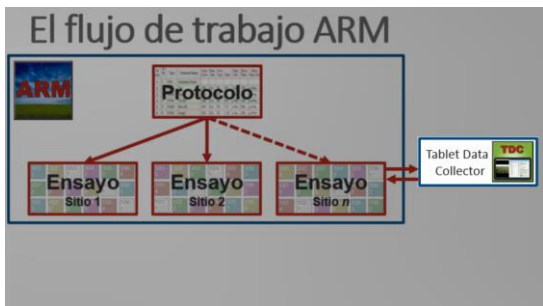 El flujo de trabajo ARM
ARM
Protocolo
Ensayo
Sitio 1
Ensayo
Sitio 2
Ensayo
Sitio n
Tablet Data
Collector
TDC